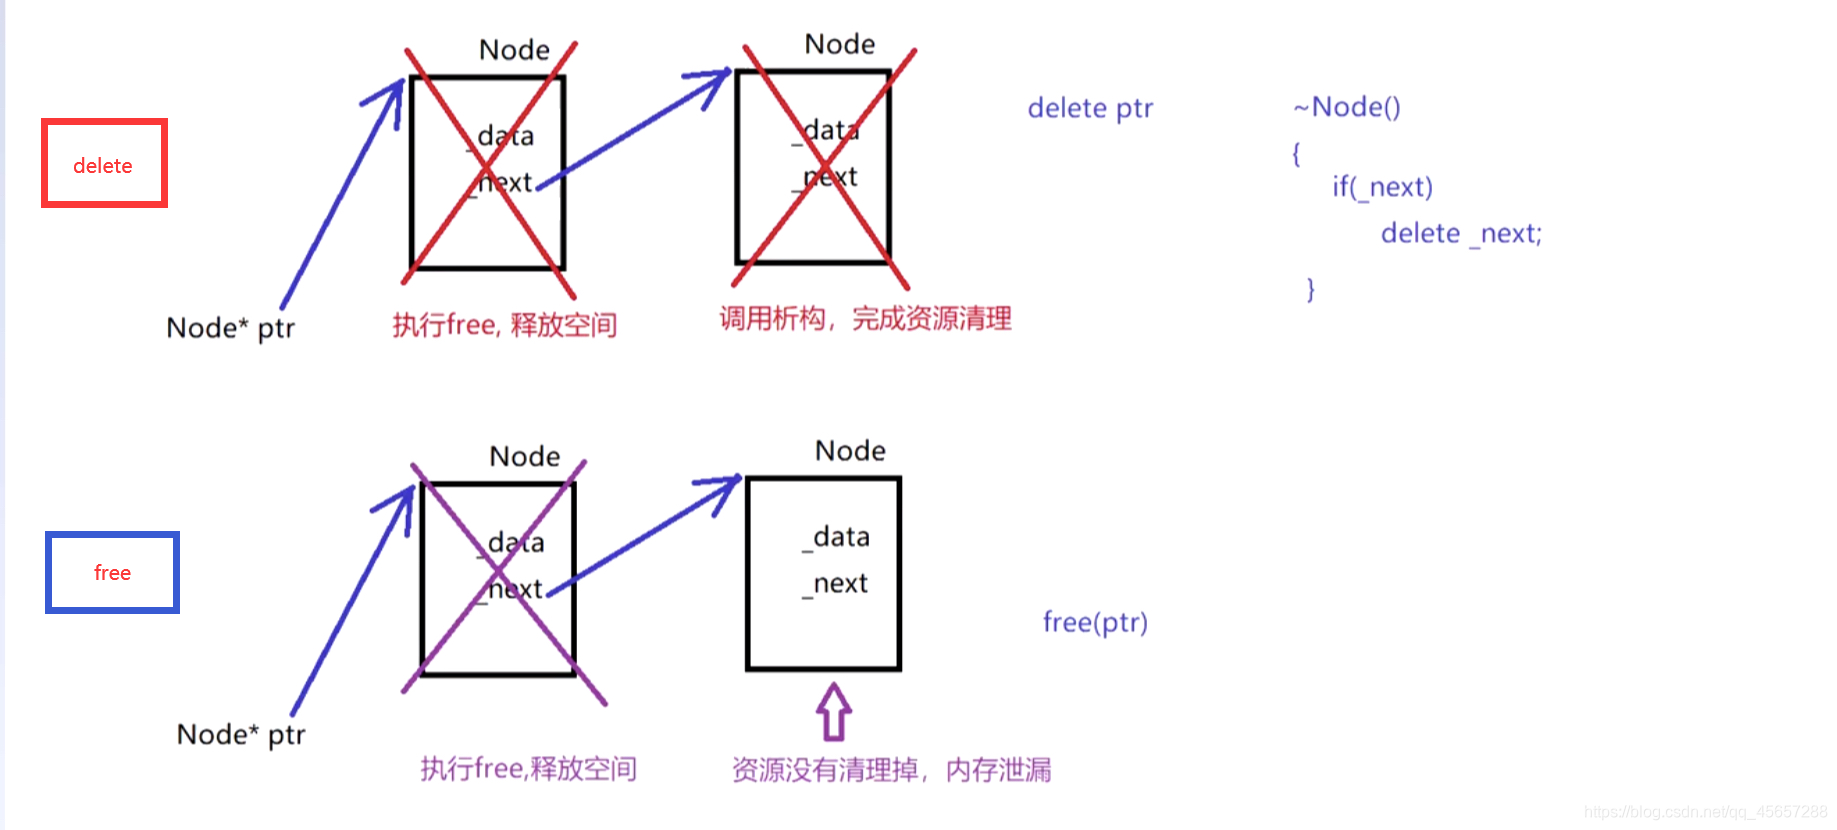 Node
Node
delete
_data
_next
_data
_next
delete ptr
~Node()
{
if(_next)
delete _next;
}
Node* ptr
执行free, 释放空间
调用析构，完成资源清理
Node
Node
free
_data
_next
_data
_next
free(ptr)
Node* ptr
执行free,释放空间
资源没有清理掉，内存泄漏
https://blog.csdn.net/qq_45657288